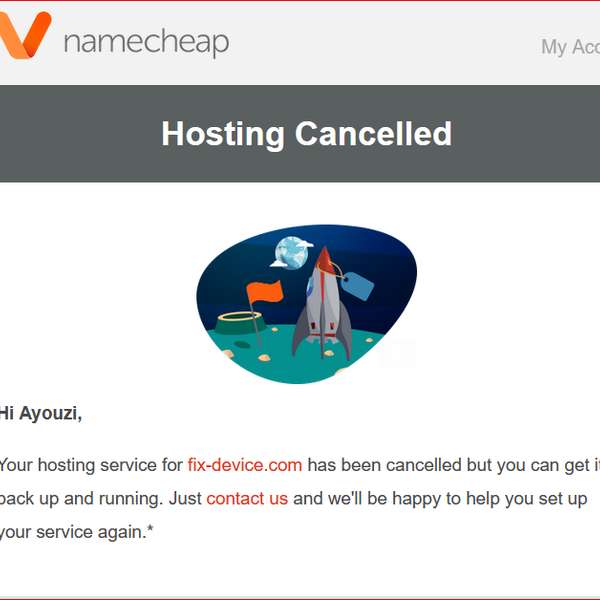 namecheap
My Acc
Hosting Cancelled
Hi Ayouzi,
Your hosting service for fix-device.com has been cancelled but you can get it
back up and running. Just contact us and we'll be happy to help you set up
your service again.*